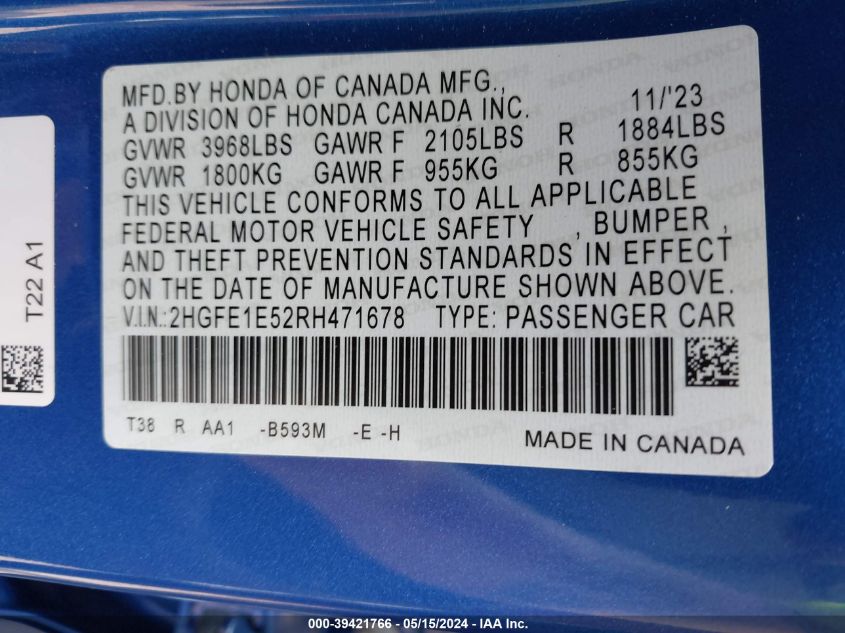 MFD.BY HONDA OF CANADA MFG.,
A DIVISION OF HONDA CANADA INC. 11/'23
GVWR 3968LBS GAWR F 2105LBS R 1884LBS
GVWR 1800KG GAWR F 955KG R 855KG
THIS VEHICLE CONFORMS TO ALL APPLICABLE
FEDERAL MOTOR VEHICLE SAFETY , BUMPER ,
AND THEFT PREVENTION STANDARDS IN EFFECT
ON THE DATE OF MANUFACTURE SHOWN ABOVE.
V.I.N.:2HGFE1E52RH471678 TYPE: PASSENGER CAR
T38 R AA1 -B593M -E -H
MADE IN CANADA
T22 A1
000-39421766 - 05/15/2024 - IAA Inc.